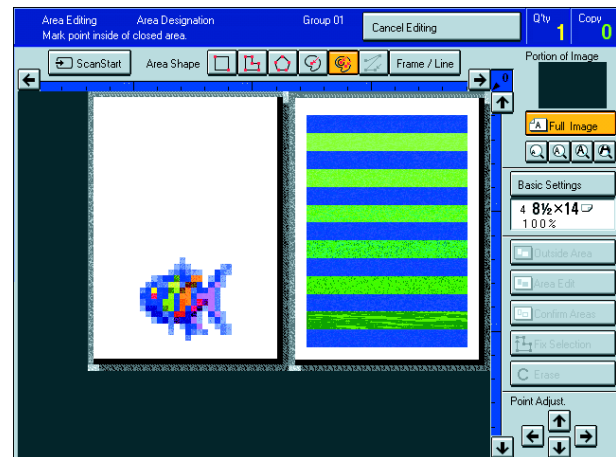 Area Editing Area Designation Group 01
Mark point inside of closed area.
Cancel Editing
Q'ty
1
Copy
0
ScanStart Area Shape Frame / Line
0
Portion of Image
A Full Image
A A A A
Basic Settings
4 8½×14
100%
Outside Area
Area Edit
Confirm Areas
Fix Selection
C Erase
Point Adjust.